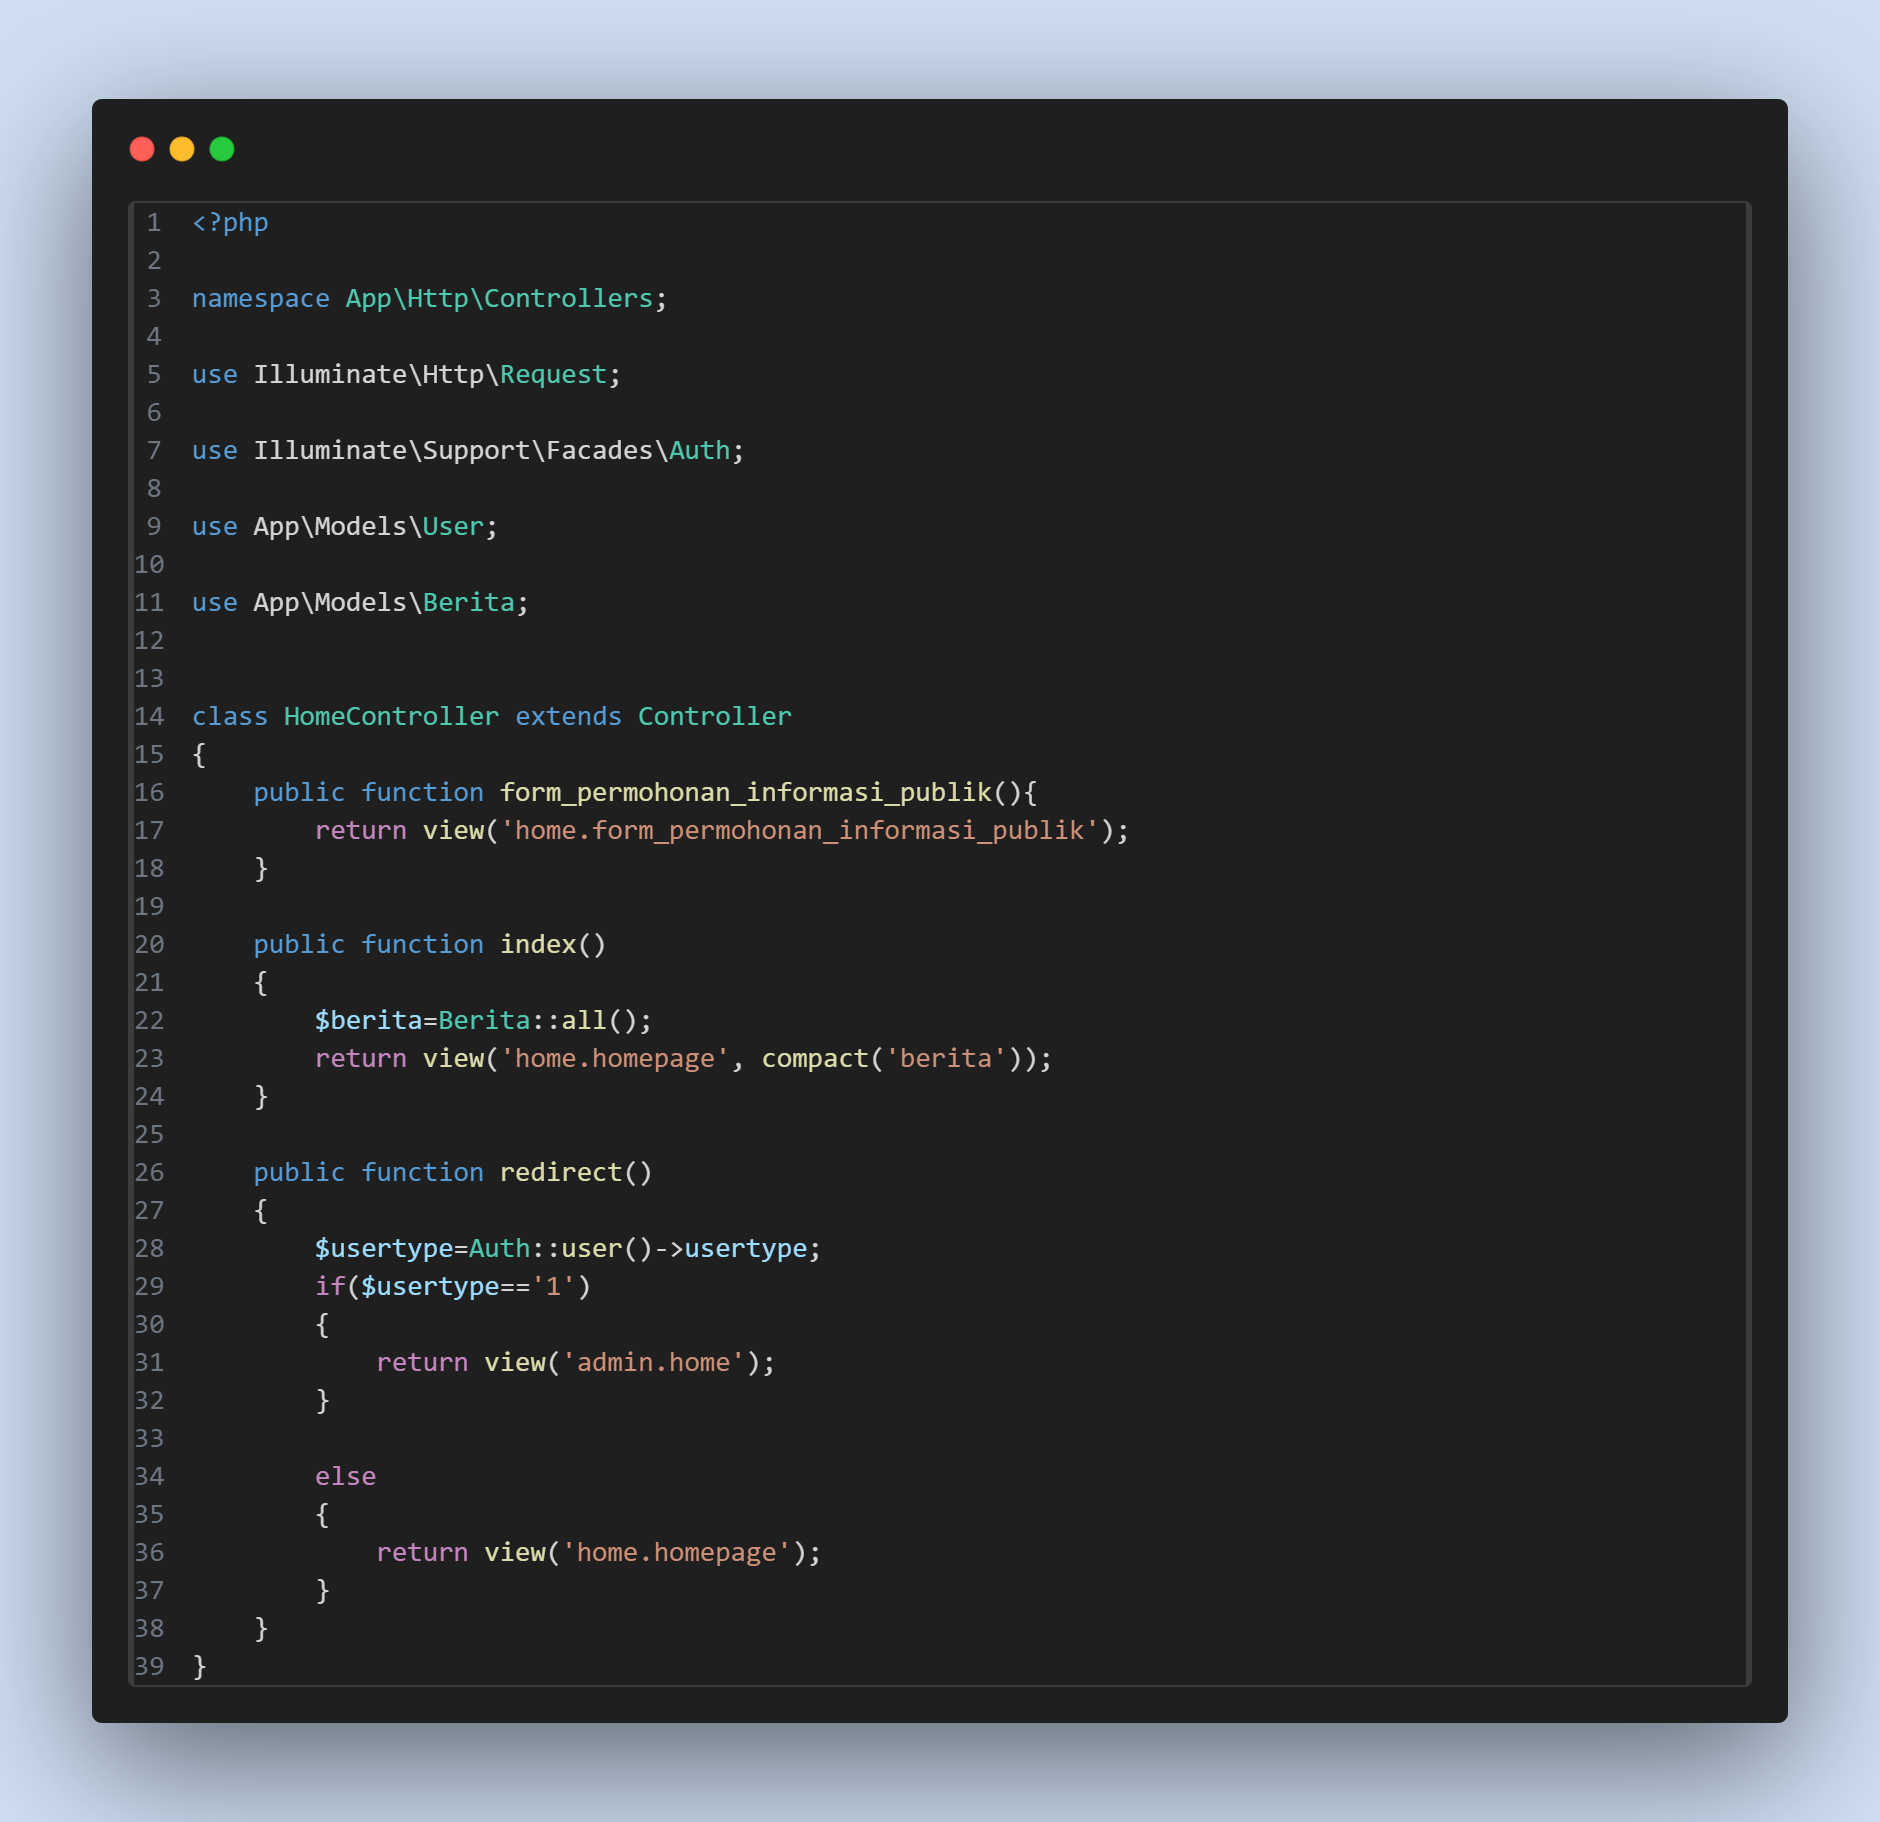 1 <?php
2
3 namespace App\Http\Controllers;
4
5 use Illuminate\Http\Request;
6
7 use Illuminate\Support\Facades\Auth;
8
9 use App\Models\User;
10
11 use App\Models\Berita;
12
13
14 class HomeController extends Controller
15 {
16     public function form_permohonan_informasi_publik(){
17         return view('home.form_permohonan_informasi_publik');
18     }
19
20     public function index()
21     {
22         $berita=Berita::all();
23         return view('home.homepage', compact('berita'));
24     }
25
26     public function redirect()
27     {
28         $usertype=Auth::user()->usertype;
29         if($usertype=='1')
30         {
31             return view('admin.home');
32         }
33
34         else
35         {
36             return view('home.homepage');
37         }
38     }
39 }